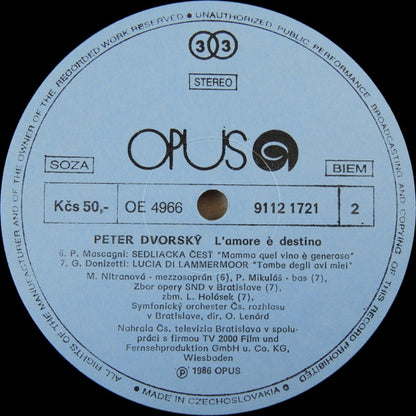 ALL RIGHTS OF THE MANUFACTURER AND OF THE OWNER OF THE RECORDED WORK RESERVED • UNAUTHORIZED PUBLIC PERFORMANCE BROADCASTING AND COPYING OF THIS RECORD PROHIBITED
33
STEREO
OPUS
SOZA
BIEM
Kčs 50,-
OE 4966
9112 1721
2
PETER DVORSKÝ L'amore è destino
6. P. Mascagni: SEDLIACKA ČEST "Mamma quel vino è generoso"
7. G. Donizetti: LUCIA DI LAMMERMOOR "Tombe degli avi miei"
M. Nitranová - mezzosoprán (6), P. Mikuláš - bas (7),
Zbor opery SND v Bratislave (7),
zbm. L. Holásek (7),
Symfonický orchester Čs. rozhlasu
v Bratislave, dir. O. Lenárd
Nahrala Čs. televízia Bratislava v spolu-
práci s firmou TV 2000 Film und
Fernsehproduktion GmbH u. Co. KG,
Wiesbaden
℗ 1986 OPUS
• MADE IN CZECHOSLOVAKIA •